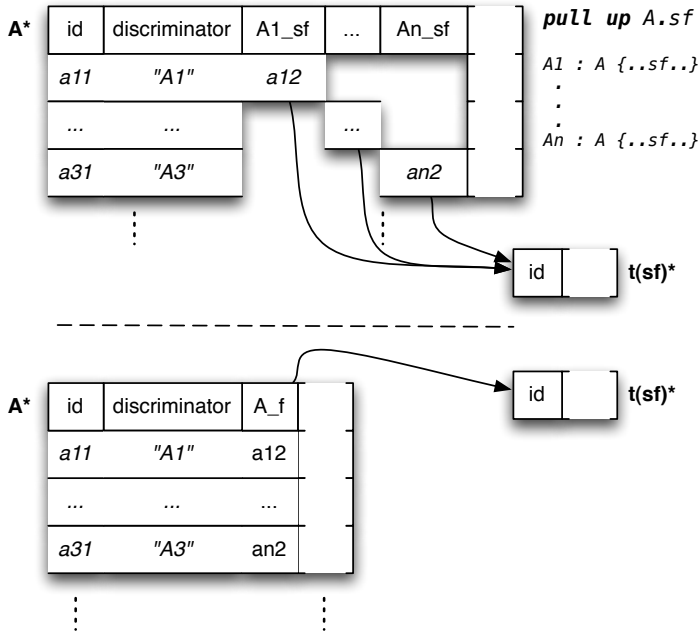 A* id discriminator A1_sf ... An_sf
pull up A.sf
a11 "A1" a12
A1 : A {..sf..}
.
.
.
... ... ...
An : A {..sf..}
a31 "A3" an2
id t(sf)*
id t(sf)*
A* id discriminator A_f
a11 "A1" a12
... ... ...
a31 "A3" an2